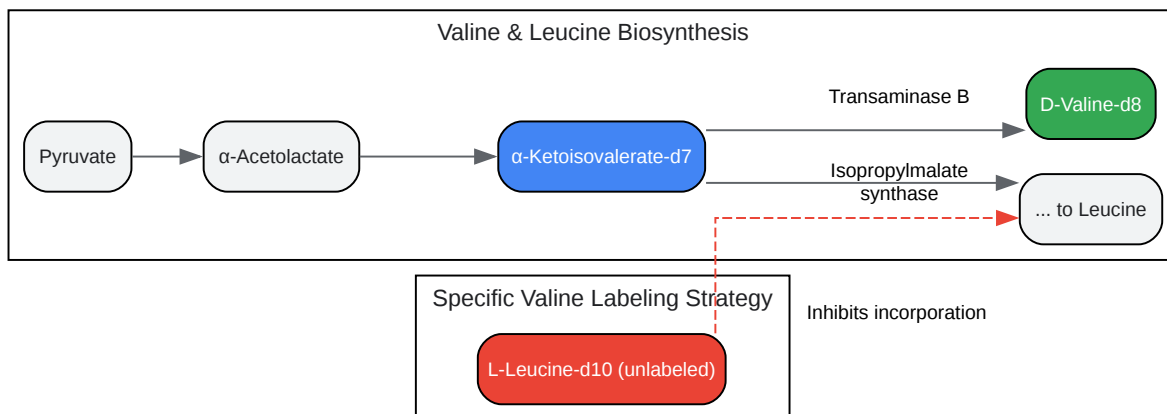 Valine & Leucine Biosynthesis
Transaminase B
D-Valine-d8
Pyruvate
α-Acetolactate
α-Ketoisovalerate-d7
Isopropylmalate
synthase
... to Leucine
Specific Valine Labeling Strategy
Inhibits incorporation
L-Leucine-d10 (unlabeled)